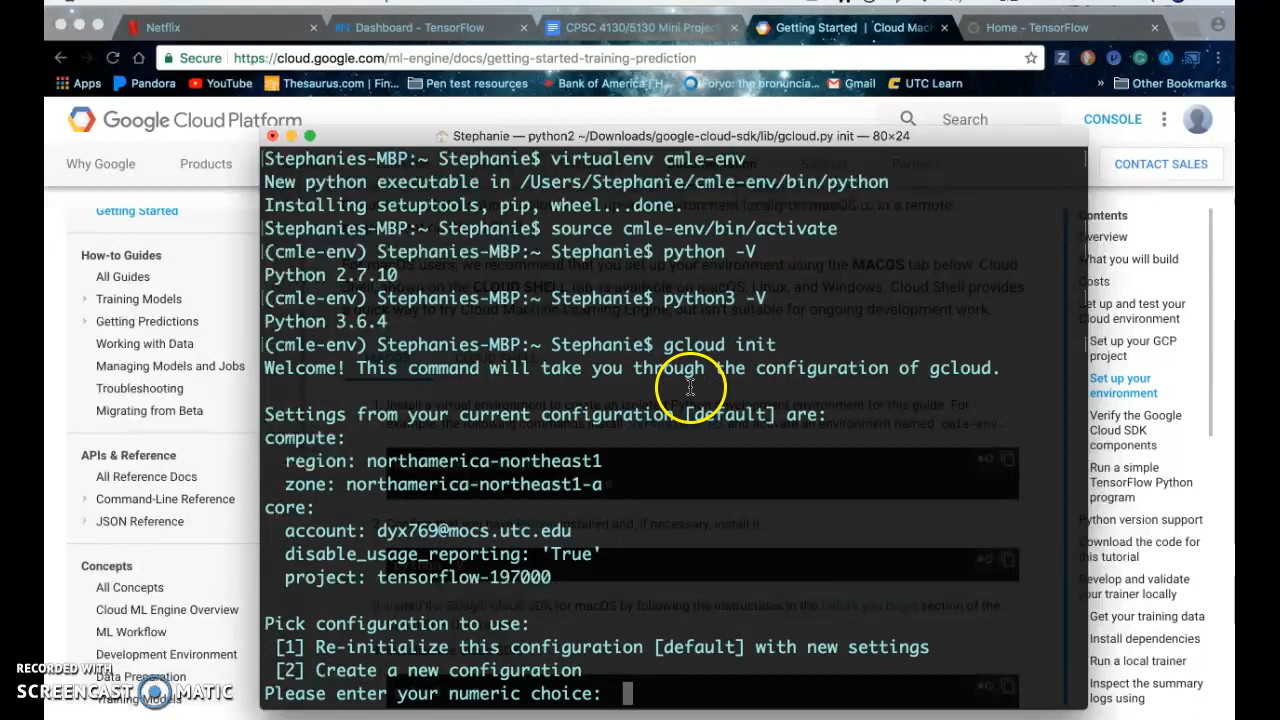 Netflix
Dashboard - TensorFlow
CPSC 4130/5130 Mini Project
Getting Started | Cloud Mac
Home - TensorFlow
Secure
https://cloud.google.com/ml-engine/docs/getting-started-training-prediction
Apps
Pandora
YouTube
Thesaurus.com | Fin...
Pen test resources
Bank of America | H
Forvo: the pronunc...
Gmail
UTC Learn
» Other Bookmarks
Google Cloud Platform
Search
CONSOLE
Why Google
Products
CONTACT SALES
Getting Started
How-to Guides
All Guides
Training Models
Getting Predictions
Working with Data
Managing Models and Jobs
Troubleshooting
Migrating from Beta
APIs & Reference
All Reference Docs
Command-Line Reference
JSON Reference
Concepts
All Concepts
Cloud ML Engine Overview
ML Workflow
Development Environment
Data Preparation
Training Models
Stephanie — python2 ~/Downloads/google-cloud-sdk/lib/gcloud.py init — 80×24
Stephanies-MBP:~ Stephanie$ virtualenv cmle-env
New python executable in /Users/Stephanie/cmle-env/bin/python
Installing setuptools, pip, wheel...done.
Stephanies-MBP:~ Stephanie$ source cmle-env/bin/activate
(cmle-env) Stephanies-MBP:~ Stephanie$ python -V
Python 2.7.10
(cmle-env) Stephanies-MBP:~ Stephanie$ python3 -V
Python 3.6.4
(cmle-env) Stephanies-MBP:~ Stephanie$ gcloud init
Welcome! This command will take you through the configuration of gcloud.
Settings from your current configuration [default] are:
compute:
region: northamerica-northeast1
zone: northamerica-northeast1-a
core:
account: dyx769@mocs.utc.edu
disable_usage_reporting: 'True'
project: tensorflow-197000
Pick configuration to use:
[1] Re-initialize this configuration [default] with new settings
[2] Create a new configuration
Please enter your numeric choice:
Contents
Overview
What you will build
Costs
Set up and test your
Cloud environment
Set up your GCP
project
Set up your
environment
Verify the Google
Cloud SDK
components
Run a simple
TensorFlow Python
program
Python version support
Download the code for
this tutorial
Develop and validate
your trainer locally
Get your training data
Install dependencies
Run a local trainer
Inspect the summary
logs using
RECORDED WITH
SCREENCAST MATIC